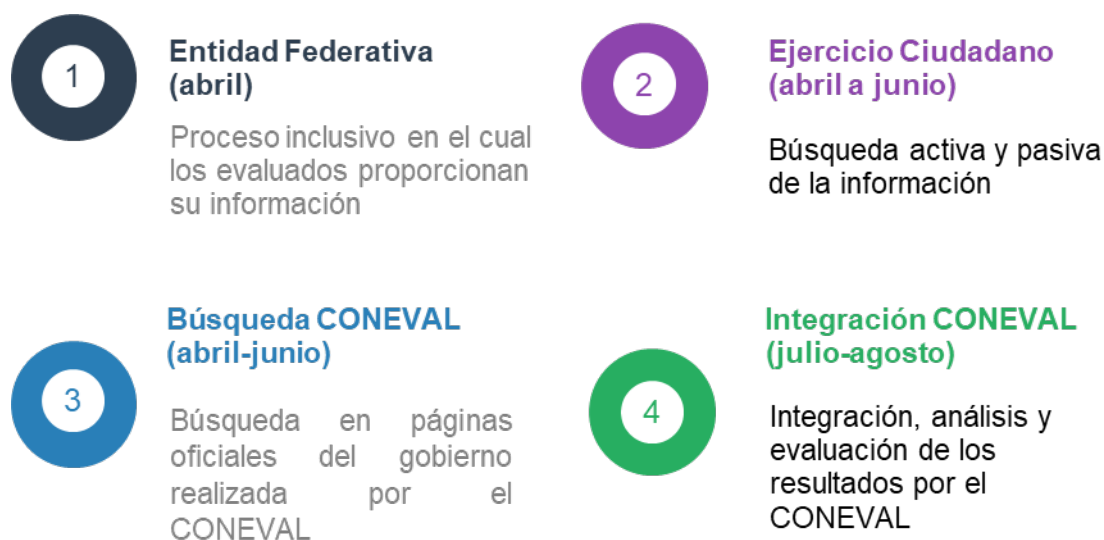 1
Entidad Federativa
(abril)
Proceso inclusivo en el cual
los evaluados proporcionan
su información
2
Ejercicio Ciudadano
(abril a junio)
Búsqueda activa y pasiva
de la información
3
Búsqueda CONEVAL
(abril-junio)
Búsqueda en páginas
oficiales del gobierno
realizada por el
CONEVAL
4
Integración CONEVAL
(julio-agosto)
Integración, análisis y
evaluación de los
resultados por el
CONEVAL